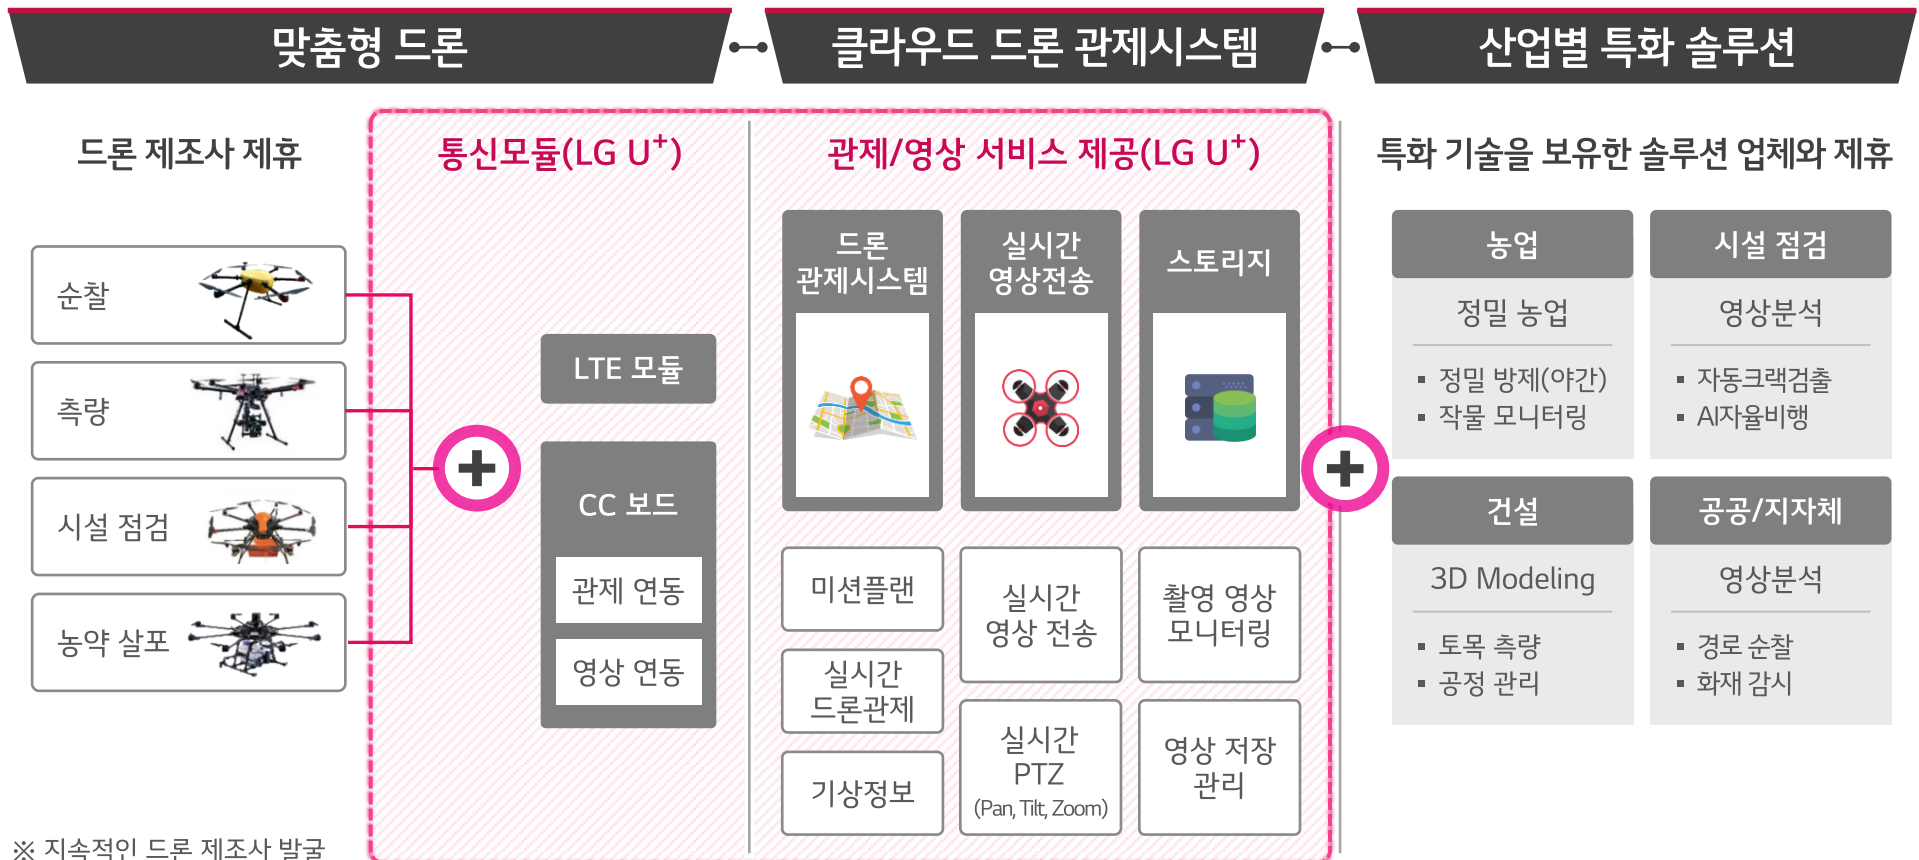 맞춤형 드론
클라우드 드론 관제시스템
산업별 특화 솔루션
드론 제조사 제휴
통신모듈(LG U+)
관제/영상 서비스 제공(LG U+)
특화 기술을 보유한 솔루션 업체와 제휴
순찰
측량
시설 점검
농약 살포
LTE 모듈
CC 보드
관제 연동
영상 연동
드론
관제시스템
미션플랜
실시간
드론관제
기상정보
실시간
영상전송
실시간
영상 전송
실시간
PTZ
(Pan, Tilt, Zoom)
스토리지
촬영 영상
모니터링
영상 저장
관리
농업
정밀 농업
▪ 정밀 방제(야간)
▪ 작물 모니터링
시설 점검
영상분석
▪ 자동크랙검출
▪ AI자율비행
건설
3D Modeling
▪ 토목 측량
▪ 공정 관리
공공/지자체
영상분석
▪ 경로 순찰
▪ 화재 감시
※ 지속적인 드론 제조사 발굴